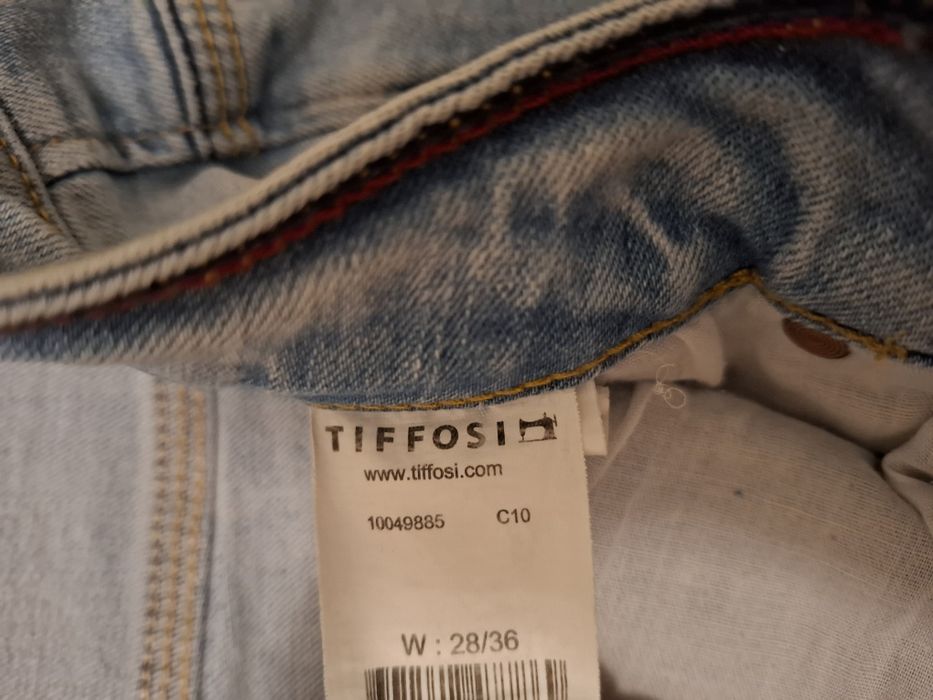 TIFFOSI
www.tiffosi.com
10049885 C10
W : 28/36